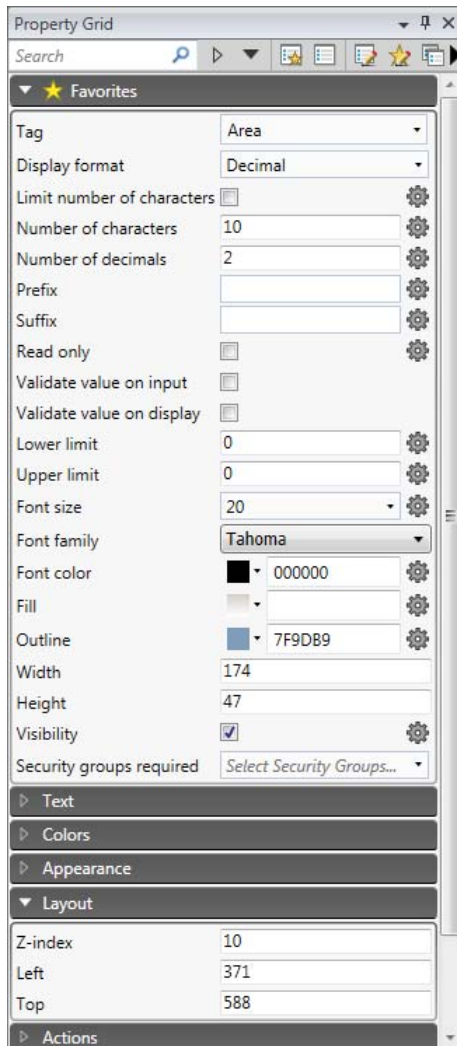 Property Grid
Search
Favorites
Tag Area
Display format Decimal
Limit number of characters
Number of characters 10
Number of decimals 2
Prefix
Suffix
Read only
Validate value on input
Validate value on display
Lower limit 0
Upper limit 0
Font size 20
Font family Tahoma
Font color 000000
Fill
Outline 7F9DB9
Width 174
Height 47
Visibility
Security groups required Select Security Groups...
Text
Colors
Appearance
Layout
Z-index 10
Left 371
Top 588
Actions